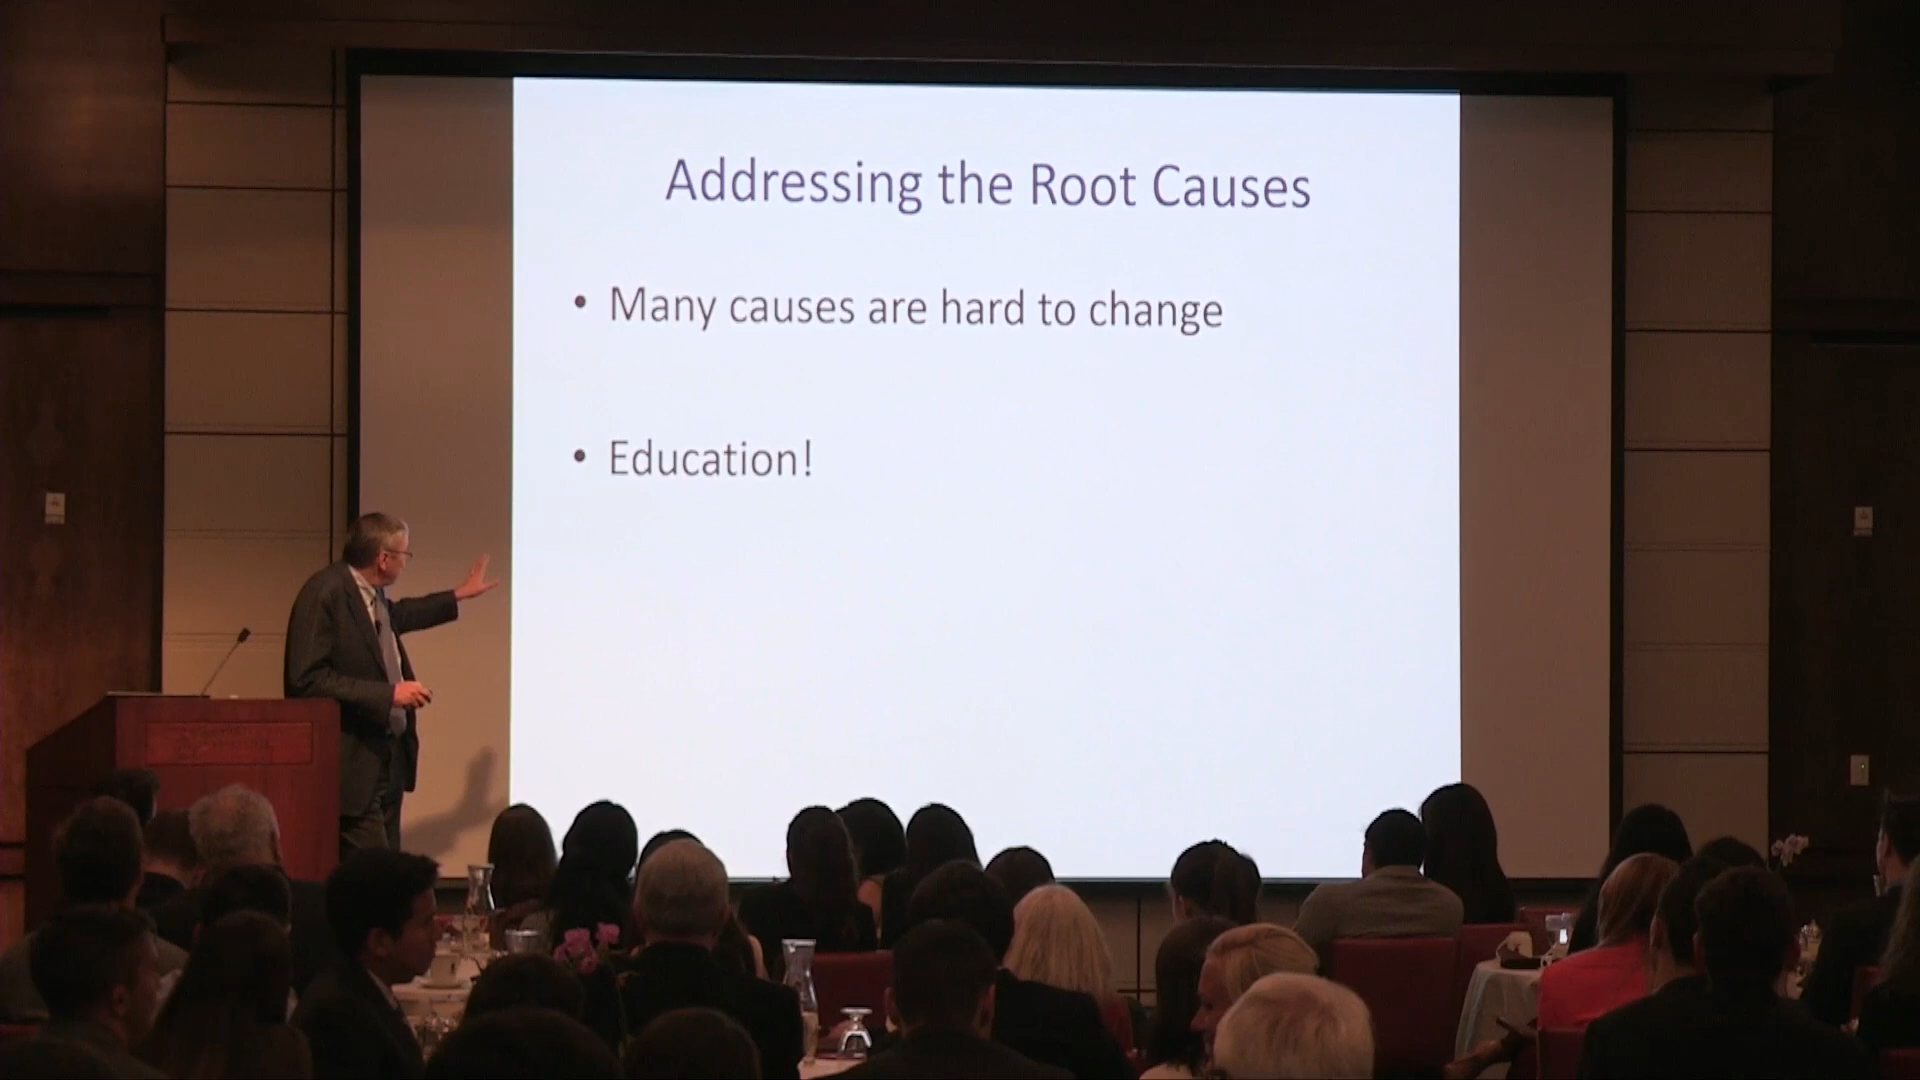 Addressing the Root Causes
• Many causes are hard to change
• Education!